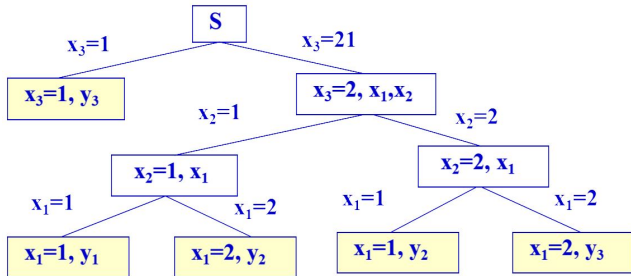 S
x₃=1
x₃=21
x₃=1, y₃
x₃=2, x₁,x₂
x₂=1
x₂=2
x₂=1, x₁
x₂=2, x₁
x₁=1
x₁=2
x₁=1
x₁=2
x₁=1, y₁
x₁=2, y₂
x₁=1, y₂
x₁=2, y₃